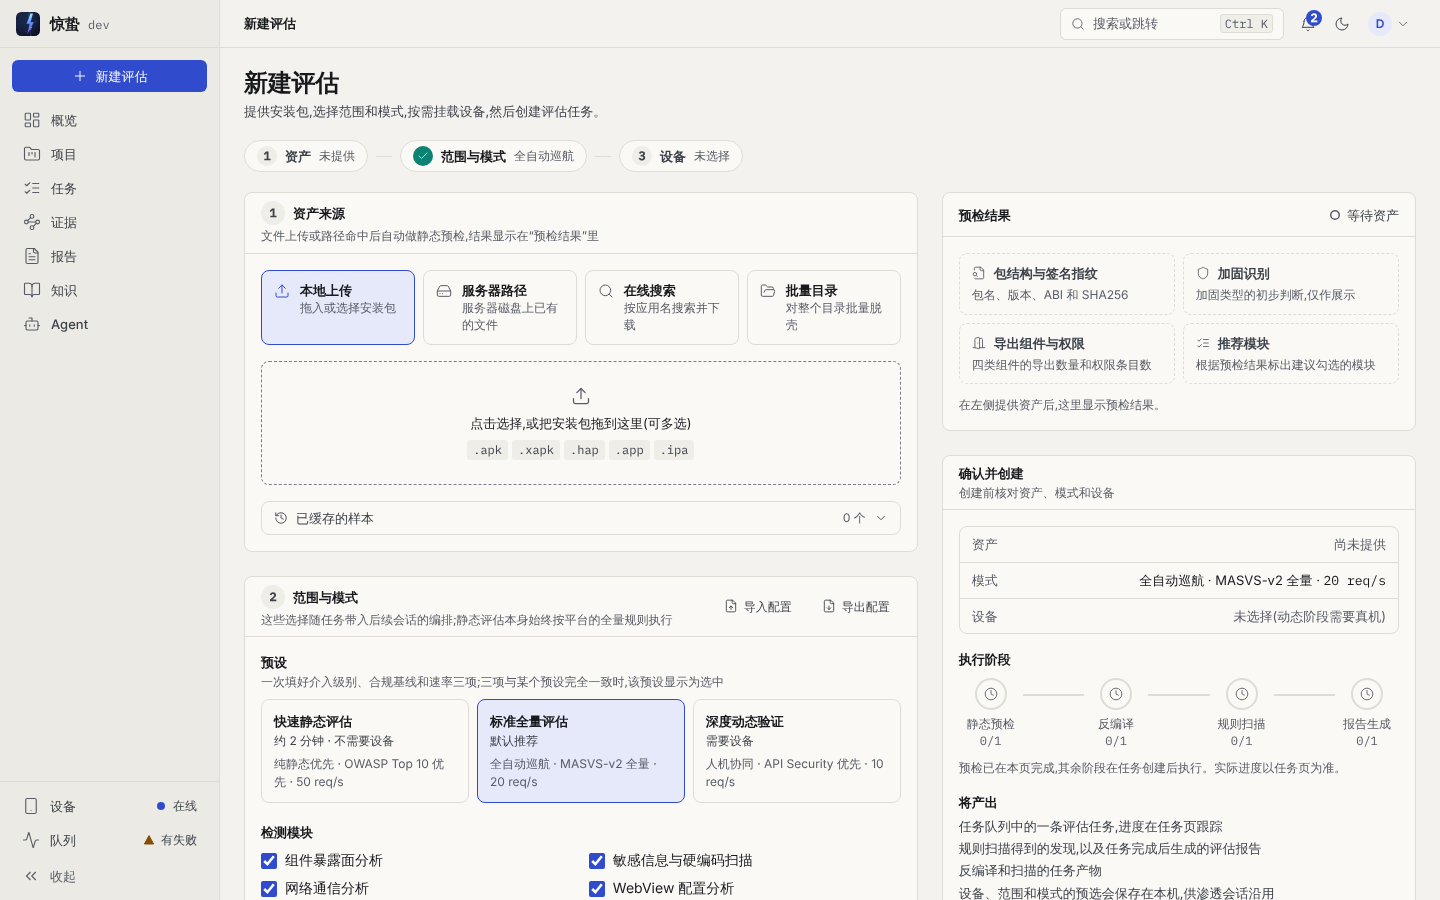 惊蛰 dev
新建评估
搜索或跳转 Ctrl K
2
D
新建评估
概览
项目
任务
证据
报告
知识
Agent
设备 在线
队列 有失败
收起
新建评估
提供安装包,选择范围和模式,按需挂载设备,然后创建评估任务。
1 资产 未提供
范围与模式 全自动巡航
3 设备 未选择
1 资产来源
文件上传或路径命中后自动做静态预检,结果显示在"预检结果"里
本地上传
拖入或选择安装包
服务器路径
服务器磁盘上已有
的文件
在线搜索
按应用名搜索并下
载
批量目录
对整个目录批量脱
壳
点击选择,或把安装包拖到这里(可多选)
.apk .xapk .hap .app .ipa
已缓存的样本 0 个
2 范围与模式
这些选择随任务带入后续会话的编排;静态评估本身始终按平台的全量规则执行
导入配置 导出配置
预设
一次填好介入级别、合规基线和速率三项;三项与某个预设完全一致时,该预设显示为选中
快速静态评估
约 2 分钟 · 不需要设备
纯静态优先 · OWASP Top 10 优
先 · 50 req/s
标准全量评估
默认推荐
全自动巡航 · MASVS-v2 全量 ·
20 req/s
深度动态验证
需要设备
人机协同 · API Security 优先 · 10
req/s
检测模块
组件暴露面分析
敏感信息与硬编码扫描
网络通信分析
WebView 配置分析
预检结果 等待资产
包结构与签名指纹
包名、版本、ABI 和 SHA256
加固识别
加固类型的初步判断,仅作展示
导出组件与权限
四类组件的导出数量和权限条目数
推荐模块
根据预检结果标出建议勾选的模块
在左侧提供资产后,这里显示预检结果。
确认并创建
创建前核对资产、模式和设备
资产 尚未提供
模式 全自动巡航 · MASVS-v2 全量 · 20 req/s
设备 未选择(动态阶段需要真机)
执行阶段
静态预检 反编译 规则扫描 报告生成
0/1 0/1 0/1 0/1
预检已在本页完成,其余阶段在任务创建后执行。实际进度以任务页为准。
将产出
任务队列中的一条评估任务,进度在任务页跟踪
规则扫描得到的发现,以及任务完成后生成的评估报告
反编译和扫描的任务产物
设备、范围和模式的预选会保存在本机,供渗透会话沿用